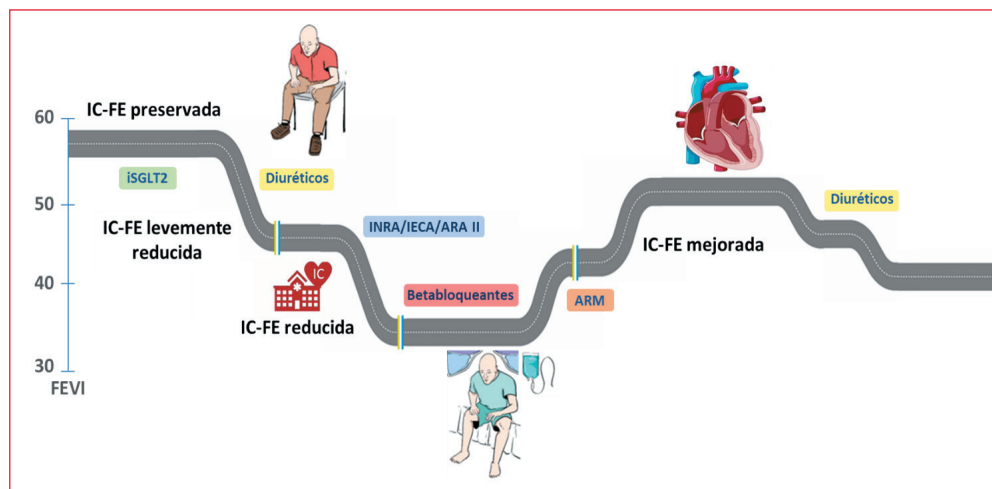 60
IC-FE preservada
iSGLT2
Diuréticos
50
IC-FE levemente
reducida
INRA/IECA/ARA II
Diuréticos
IC-FE mejorada
40
IC
IC-FE reducida
Betabloqueantes
ARM
30
FEVI